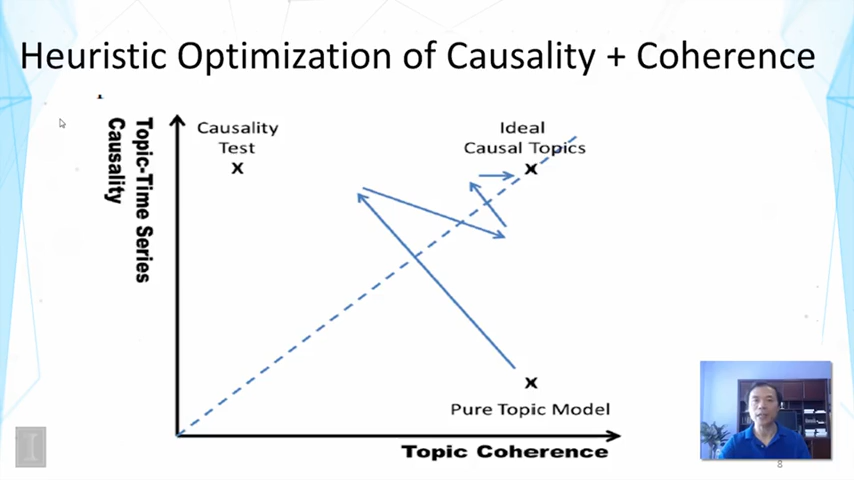 Heuristic Optimization of Causality + Coherence
Topic-Time Series
Causality
Causality
Test
X
Ideal
Causal Topics
X
X
Pure Topic Model
Topic Coherence
I
8